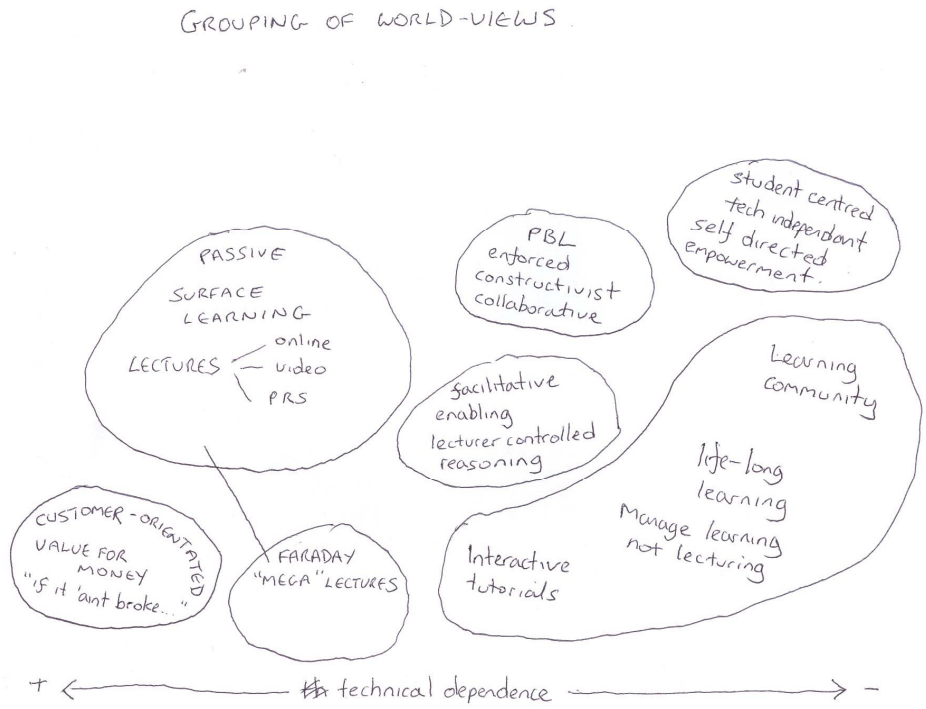 GROUPING OF WORLD-VIEWS
student centred
tech independant
self directed
empowerment.
PBL
enforced
constructivist
collaborative
PASSIVE
SURFACE
LEARNING
LECTURES
online
video
PRS
facilitative
enabling
lecturer controlled
reasoning
Learning
community
life-long
learning
Manage learning
not lecturing
Interactive
tutorials
CUSTOMER-ORIENTATED
VALUE FOR
MONEY
"if it 'aint broke..."
FARADAY
"MEGA" LECTURES
+ technical dependence -